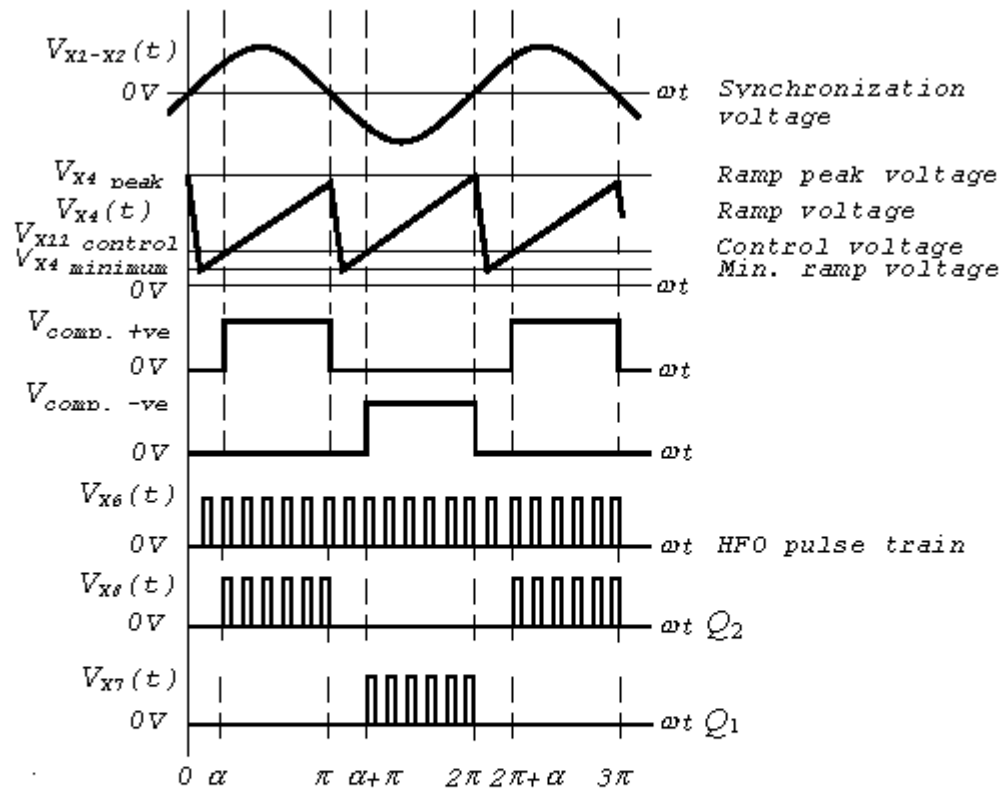 V_X1-X2(t)
0V ωt Synchronization
voltage
V_X4 peak Ramp peak voltage
V_X4(t) Ramp voltage
V_X11 control Control voltage
V_X4 minimum Min. ramp voltage
0V ωt
V_comp. +ve
0V ωt
V_comp. -ve
0V ωt
V_X6(t)
0V ωt HFO pulse train
V_X8(t)
0V ωt Q₂
V_X7(t)
0V ωt Q₁
0 α π α+π 2π 2π+α 3π